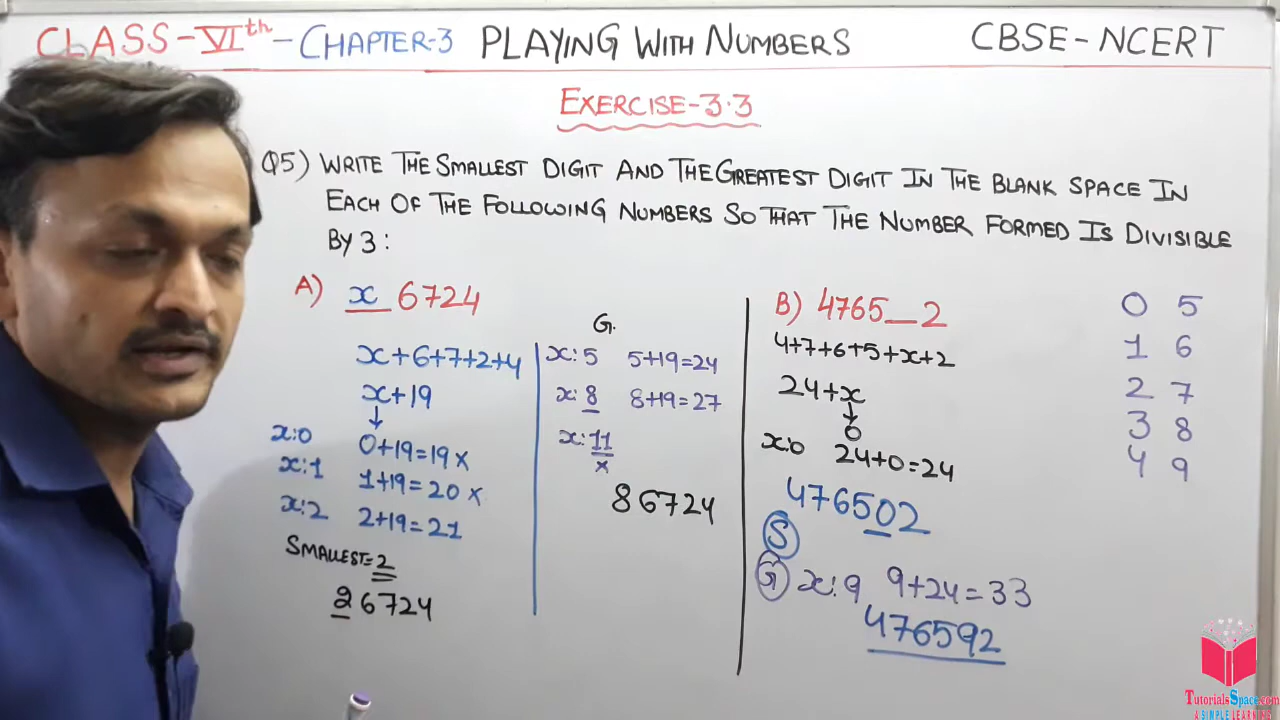 CLASS-VIth-CHAPTER-3 PLAYING WITH NUMBERS CBSE-NCERT
EXERCISE-3.3
Q5) WRITE THE SMALLEST DIGIT AND THE GREATEST DIGIT IN THE BLANK SPACE IN
EACH OF THE FOLLOWING NUMBERS SO THAT THE NUMBER FORMED IS DIVISIBLE
BY 3:
A) x 6724
x+6+7+2+4
x+19
x:0 0+19=19 x
x:1 1+19=20 x
x:2 2+19=21
SMALLEST=2
26724
G.
x:5 5+19=24
x:8 8+19=27
x:11
x
86724
B) 4765__2
4+7+6+5+x+2
24+x
0
x:0 24+0=24
476502
S
G x:9 9+24=33
476592
0 5
1 6
2 7
3 8
4 9
TutorialsSpace.com
A SIMPLE LEARNING